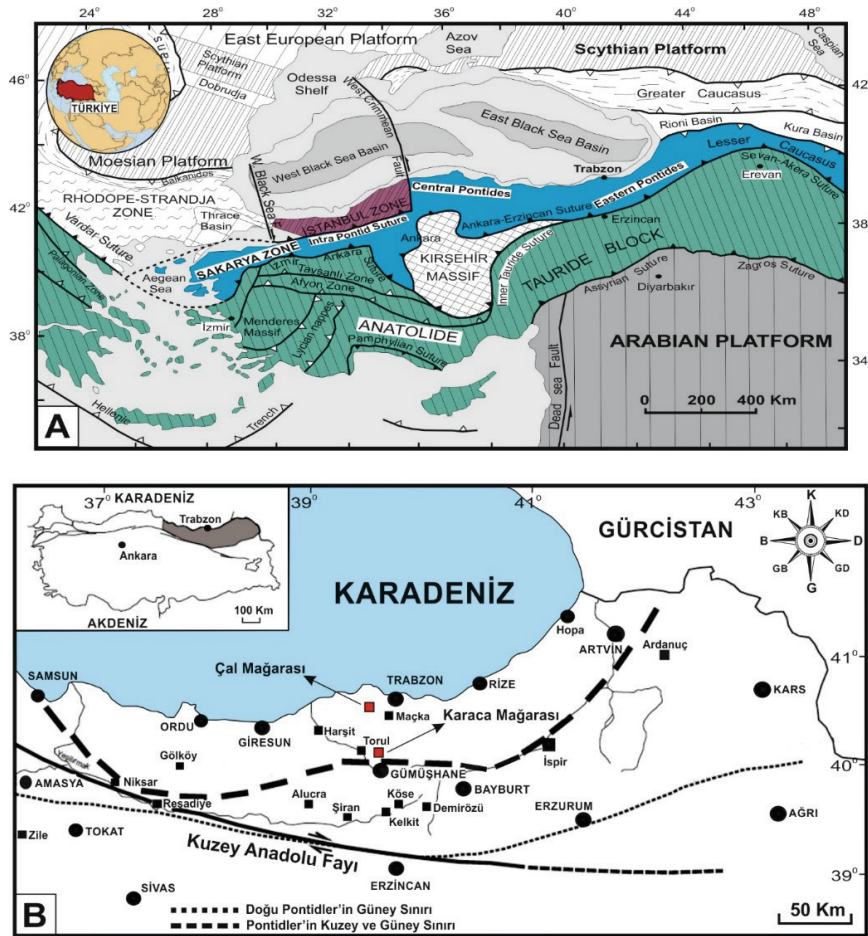 24° 28° 32° 36° 40° 44° 48°
East European Platform
Azov
Sea
Scythian Platform
Caspian
Sea
Scythian
Platform
Dobrudja
46°
42°
TÜRKİYE
Odessa
Shelf
West Crimmean
Fault
Greater Caucasus
Rioni Basin
Kura Basin
East Black Sea Basin
West Black Sea Basin
Moesian Platform
Balkanides
W. Black Sea F.
Lesser
Caucasus
Trabzon
Sevan-Akera Suture
Erevan
RHODOPE-STRANDJA
ZONE
Thrace
Basin
42°
38°
İSTANBUL ZONE
Central Pontides
Eastern Pontides
Ankara-Erzincan Suture
Intra Pontid Suture
SAKARYA ZONE
Vardar Suture
Ankara
Erzincan
KIRŞEHİR
MASSIF
Inner Tauride Suture
TAURIDE BLOCK
Aegean
Sea
Pelagonian Zone
İzmir
Ankara
Suture
Tavşanlı Zone
Afyon Zone
Assyrian Suture
Zagros Suture
Diyarbakır
38°
34°
İzmir
Menderes
Massif
Lycian nappes
ANATOLIDE
Pamphylian Suture
ARABIAN PLATFORM
Dead sea Fault
Hellenic
Trench
0 200 400 Km
A
24 28 32 36 40 44 48°
37° 39° 41° 43°
KARADENİZ
Trabzon
Ankara
AKDENİZ
100 Km
GÜRCİSTAN
K
KB KD
B D
GB GD
G
KARADENİZ
Hopa
ARTVİN
Ardanuç
41°
Çal Mağarası
SAMSUN
TRABZON
RİZE
KARS
Maçka
Karaca Mağarası
ORDU
GİRESUN
Harşit
Torul
İspir
Gölköy
40°
Yeşilırmak
GÜMÜŞHANE
AMASYA
Niksar
BAYBURT
Reşadiye
Alucra
Köse
Şiran
Kelkit
Demirözü
ERZURUM
AĞRI
Zile
TOKAT
Kuzey Anadolu Fayı
ERZİNCAN
39°
SİVAS
B
Doğu Pontidler'in Güney Sınırı
Pontidler'in Kuzey ve Güney Sınırı
50 Km